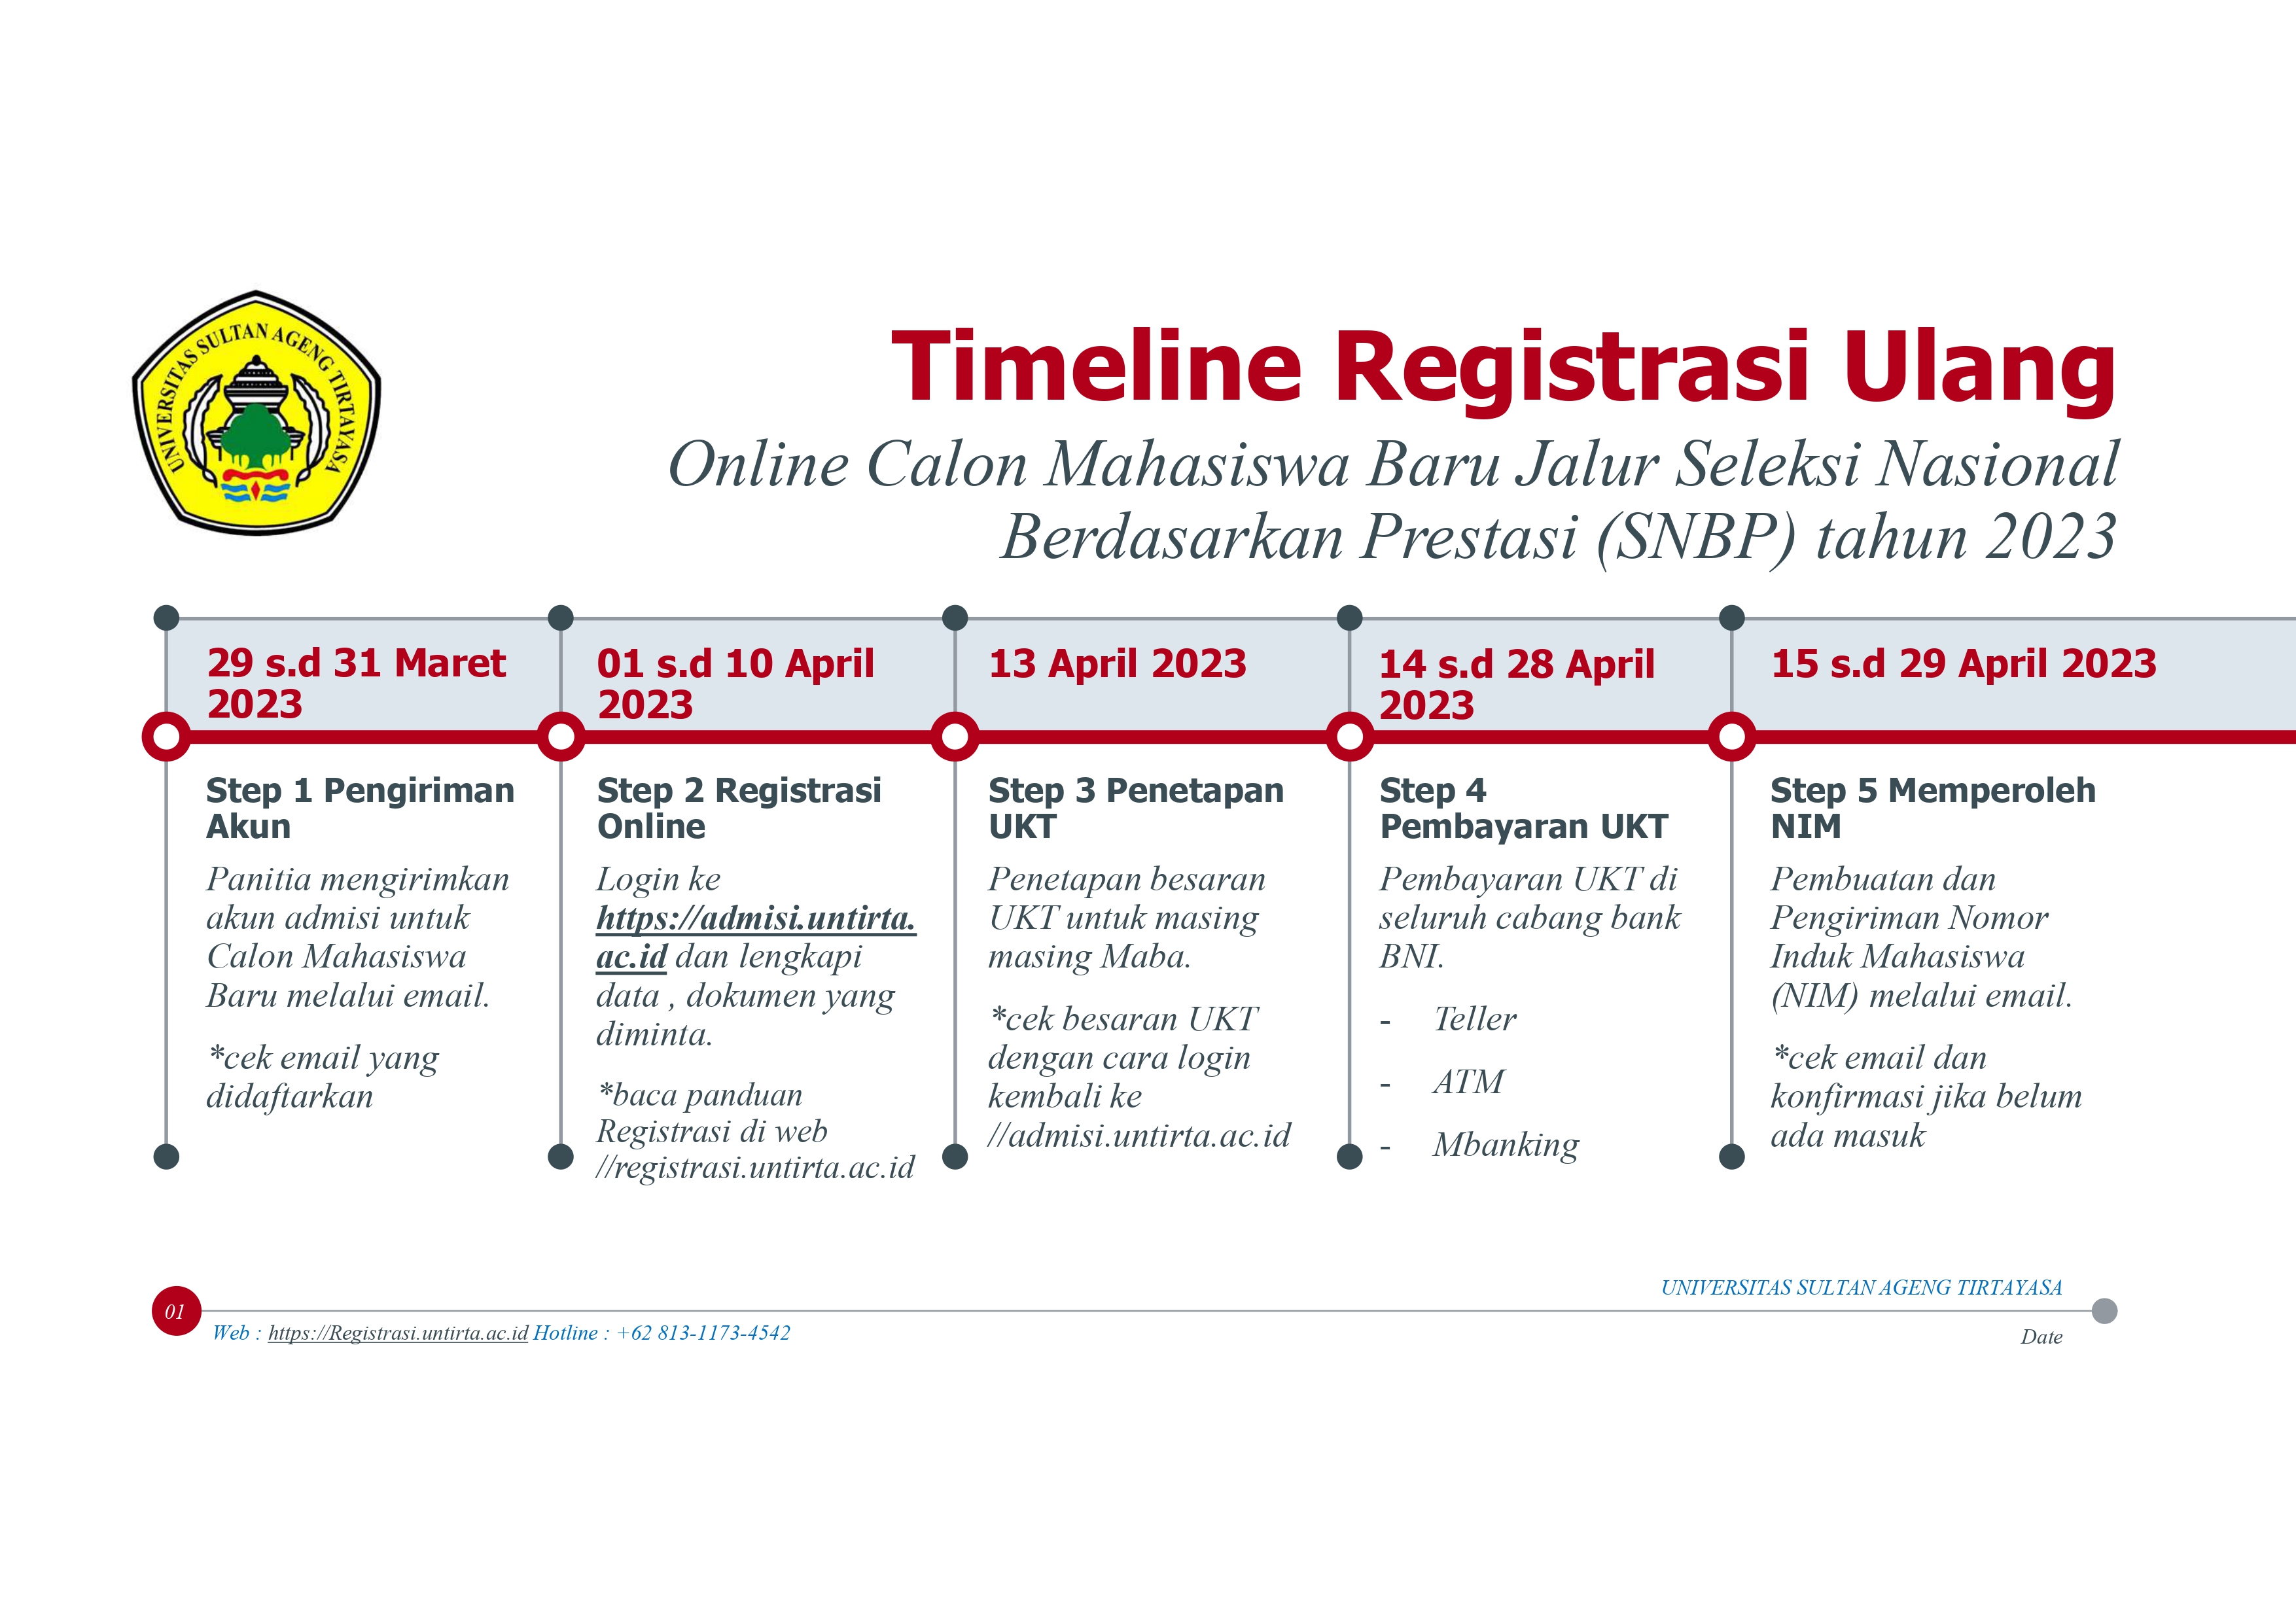 UNIVERSITAS SULTAN AGENG TIRTAYASA
Timeline Registrasi Ulang
Online Calon Mahasiswa Baru Jalur Seleksi Nasional
Berdasarkan Prestasi (SNBP) tahun 2023
29 s.d 31 Maret
2023
Step 1 Pengiriman
Akun
Panitia mengirimkan
akun admisi untuk
Calon Mahasiswa
Baru melalui email.
*cek email yang
didaftarkan
01 s.d 10 April
2023
Step 2 Registrasi
Online
Login ke
https://admisi.untirta.
ac.id dan lengkapi
data , dokumen yang
diminta.
*baca panduan
Registrasi di web
//registrasi.untirta.ac.id
13 April 2023
Step 3 Penetapan
UKT
Penetapan besaran
UKT untuk masing
masing Maba.
*cek besaran UKT
dengan cara login
kembali ke
//admisi.untirta.ac.id
14 s.d 28 April
2023
Step 4
Pembayaran UKT
Pembayaran UKT di
seluruh cabang bank
BNI.
- Teller
- ATM
- Mbanking
15 s.d 29 April 2023
Step 5 Memperoleh
NIM
Pembuatan dan
Pengiriman Nomor
Induk Mahasiswa
(NIM) melalui email.
*cek email dan
konfirmasi jika belum
ada masuk
UNIVERSITAS SULTAN AGENG TIRTAYASA
01
Web : https://Registrasi.untirta.ac.id Hotline : +62 813-1173-4542
Date